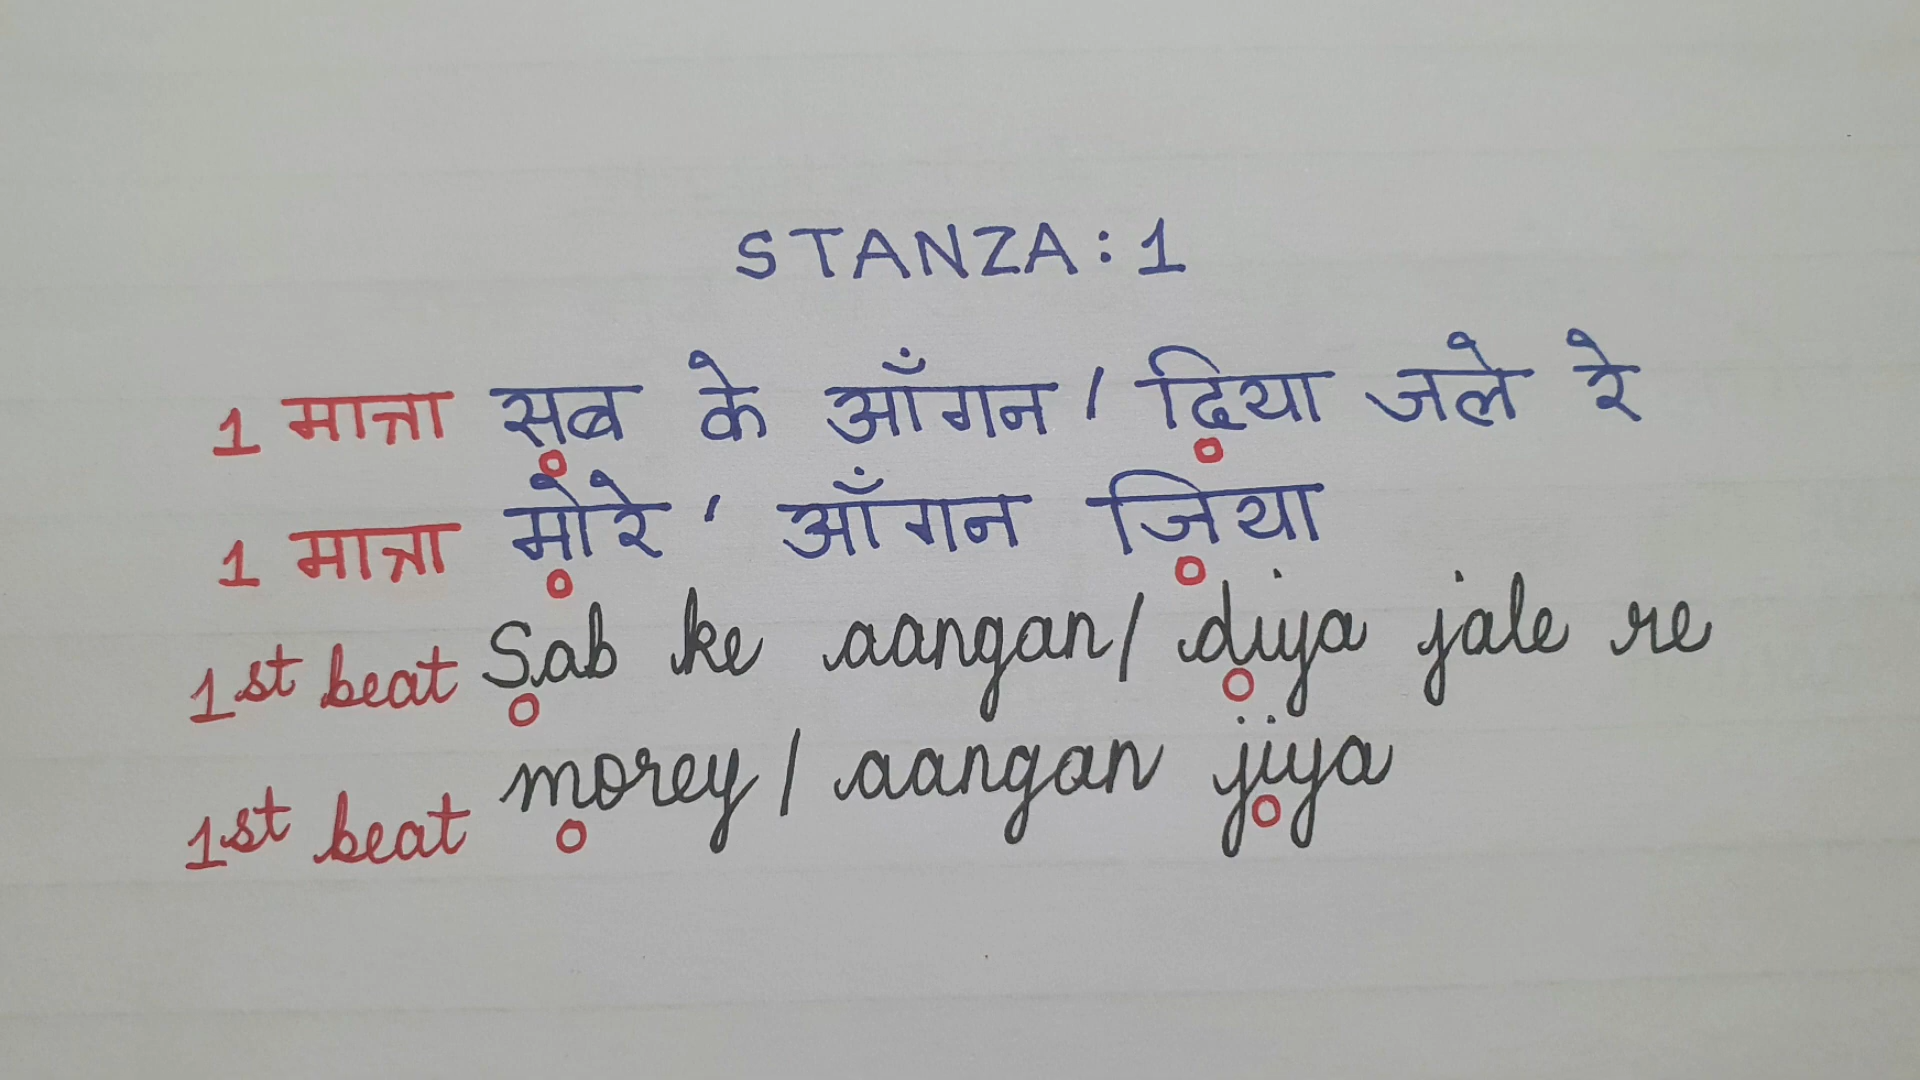 STANZA: 1
1 मात्रा सब के आँगन / दिया जले रे
1 मात्रा मोरे ' आँगन जिया
1st beat Sab ke aangan / diya jale re
1st beat morey / aangan jiya